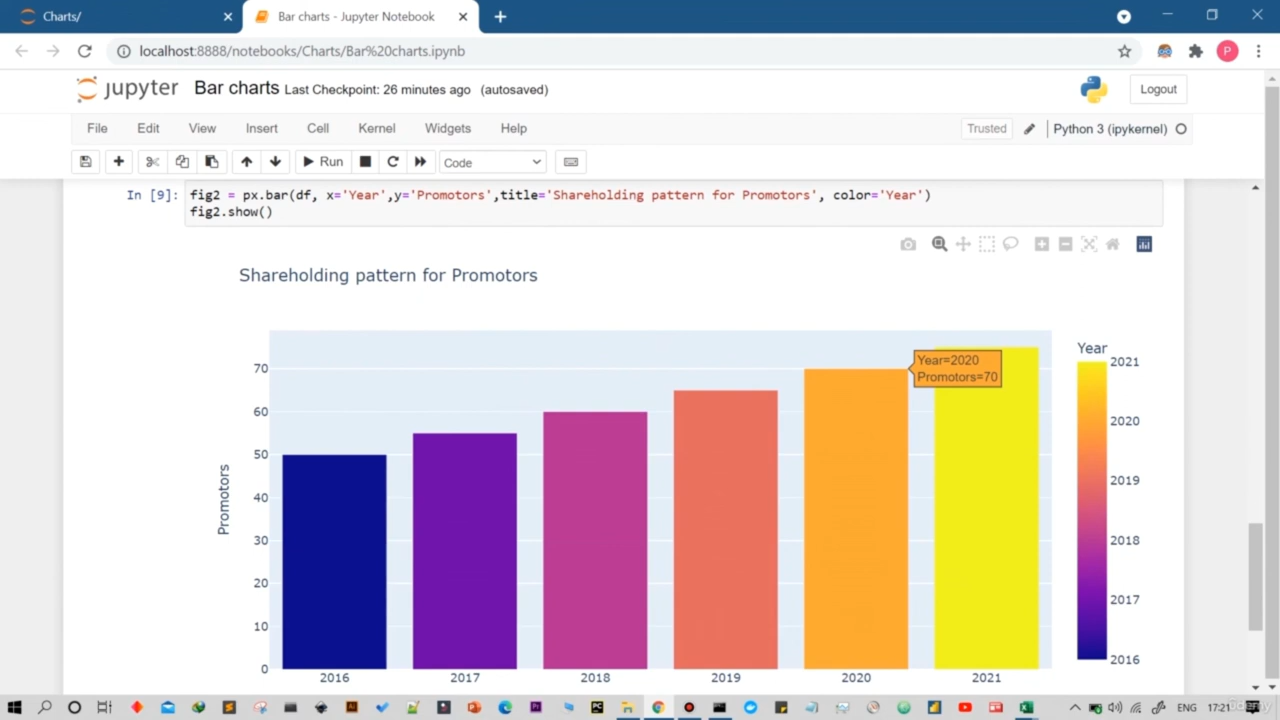 Charts/
Bar charts - Jupyter Notebook
localhost:8888/notebooks/Charts/Bar%20charts.ipynb
P
jupyter Bar charts Last Checkpoint: 26 minutes ago (autosaved)
Logout
File Edit View Insert Cell Kernel Widgets Help
Trusted
Python 3 (ipykernel)
Run
Code
In [9]: fig2 = px.bar(df, x='Year',y='Promotors',title='Shareholding pattern for Promotors', color='Year')
fig2.show()
Shareholding pattern for Promotors
Promotors
70
60
50
40
30
20
10
0
2016 2017 2018 2019 2020 2021
Year=2020
Promotors=70
Year
2021
2020
2019
2018
2017
2016
Ai
Pr
PC
ENG 17:21
Udemy